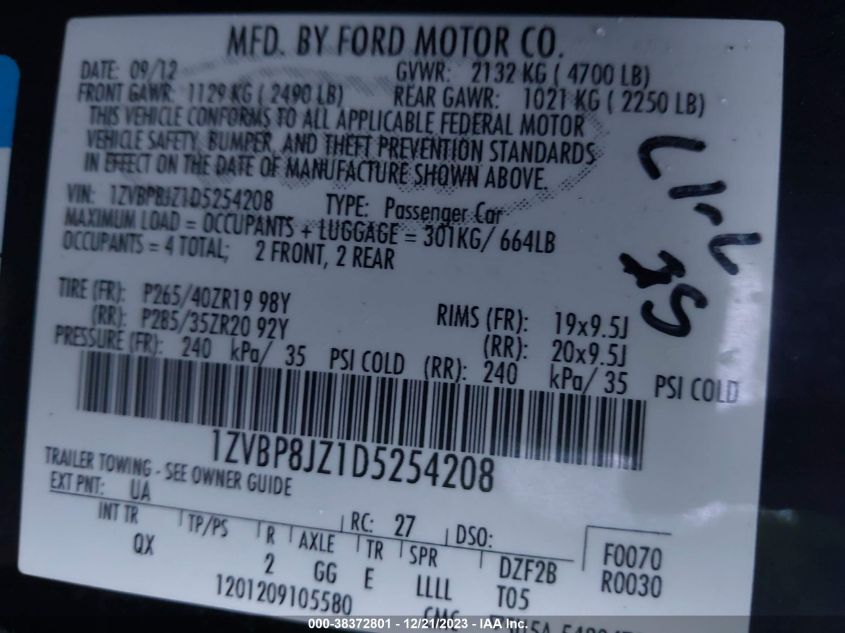 MFD. BY FORD MOTOR CO.
DATE: 09/12 GVWR: 2132 KG ( 4700 LB)
FRONT GAWR: 1129 KG ( 2490 LB) REAR GAWR: 1021 KG ( 2250 LB)
THIS VEHICLE CONFORMS TO ALL APPLICABLE FEDERAL MOTOR
VEHICLE SAFETY, BUMPER, AND THEFT PREVENTION STANDARDS
IN EFFECT ON THE DATE OF MANUFACTURE SHOWN ABOVE.
VIN: 1ZVBP8JZ1D5254208 TYPE: Passenger Car
MAXIMUM LOAD = OCCUPANTS + LUGGAGE = 301KG/ 664LB
OCCUPANTS = 4 TOTAL; 2 FRONT, 2 REAR
TIRE (FR): P265/40ZR19 98Y RIMS (FR): 19x9.5J
(RR): P285/35ZR20 92Y (RR): 20x9.5J
PRESSURE (FR): 240 kPa/ 35 PSI COLD (RR): 240 kPa/ 35 PSI COLD
1ZVBP8JZ1D5254208
TRAILER TOWING - SEE OWNER GUIDE
EXT PNT: UA RC: 27 DSO: F0070
INT TR TP/PS R AXLE TR SPR DZF2B R0030
QX 2 GG E LLLL T05
1201209105580
000-38372801 - 12/21/2023 - © IAA, Inc.